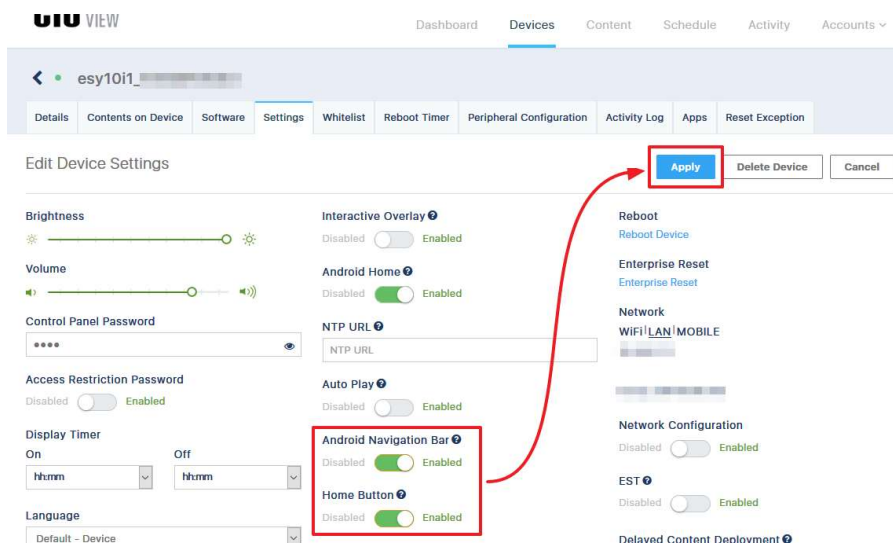 VIEW
Dashboard Devices Content Schedule Activity Accounts
esy10i1_
Details Contents on Device Software Settings Whitelist Reboot Timer Peripheral Configuration Activity Log Apps Reset Exception
Edit Device Settings
Apply Delete Device Cancel
Brightness
Volume
Control Panel Password
••••
Access Restriction Password
Disabled Enabled
Display Timer
On Off
hh:mm hh:mm
Language
Default - Device
Interactive Overlay
Disabled Enabled
Android Home
Disabled Enabled
NTP URL
NTP URL
Auto Play
Disabled Enabled
Android Navigation Bar
Disabled Enabled
Home Button
Disabled Enabled
Reboot
Reboot Device
Enterprise Reset
Enterprise Reset
Network
WiFi|LAN|MOBILE
Network Configuration
Disabled Enabled
EST
Disabled Enabled
Delayed Content Deployment